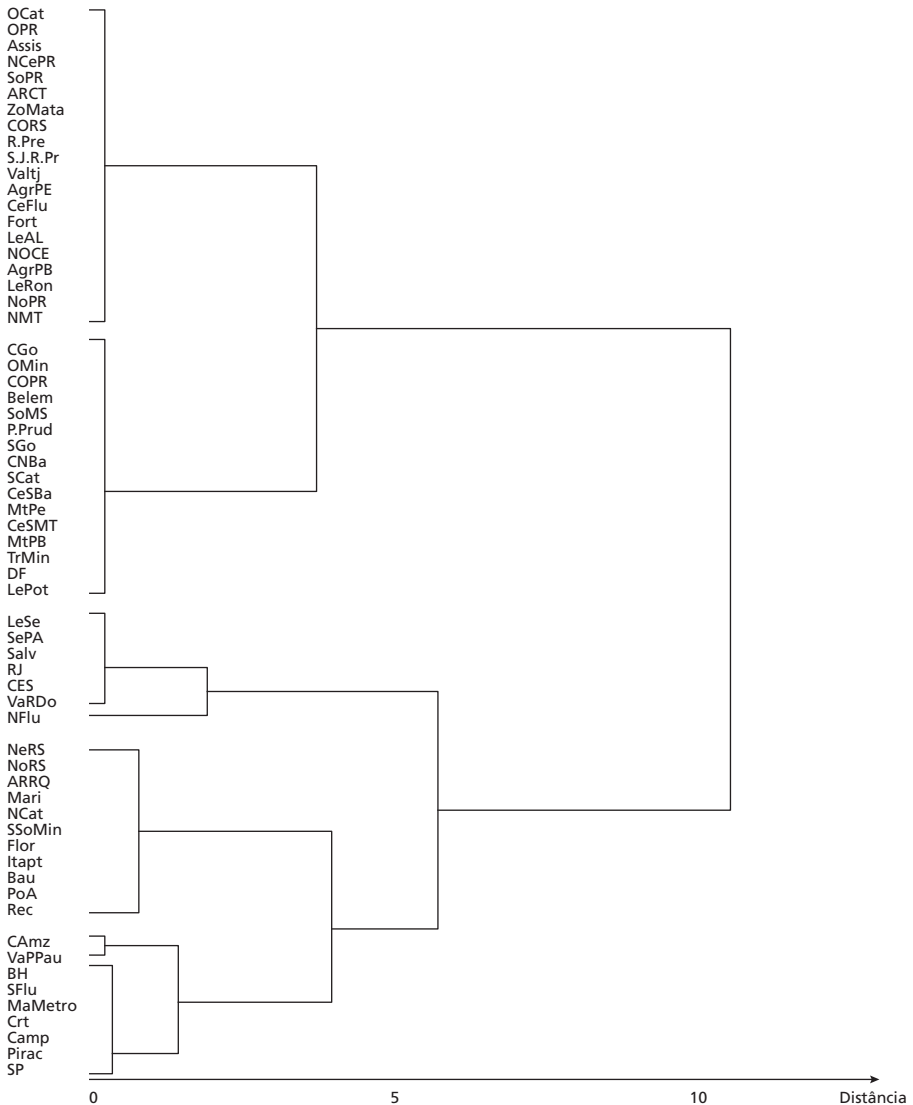 OCat
OPR
Assis
NCePR
SoPR
ARCT
ZoMata
CORS
R.Pre
S.J.R.Pr
Valtj
AgrPE
CeFlu
Fort
LeAL
NOCE
AgrPB
LeRon
NoPR
NMT
CGo
OMin
COPR
Belem
SoMS
P.Prud
SGo
CNBa
SCat
CeSBa
MtPe
CeSMT
MtPB
TrMin
DF
LePot
LeSe
SePA
Salv
RJ
CES
VaRDo
NFlu
NeRS
NoRS
ARRQ
Mari
NCat
SSoMin
Flor
Itapt
Bau
PoA
Rec
CAmz
VaPPau
BH
SFlu
MaMetro
Crt
Camp
Pirac
SP
0 5 10 Distância